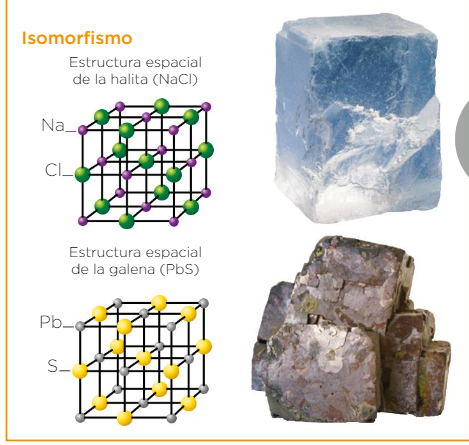 Isomorfismo
Estructura espacial
de la halita (NaCl)
Na
Cl
Estructura espacial
de la galena (PbS)
Pb
S